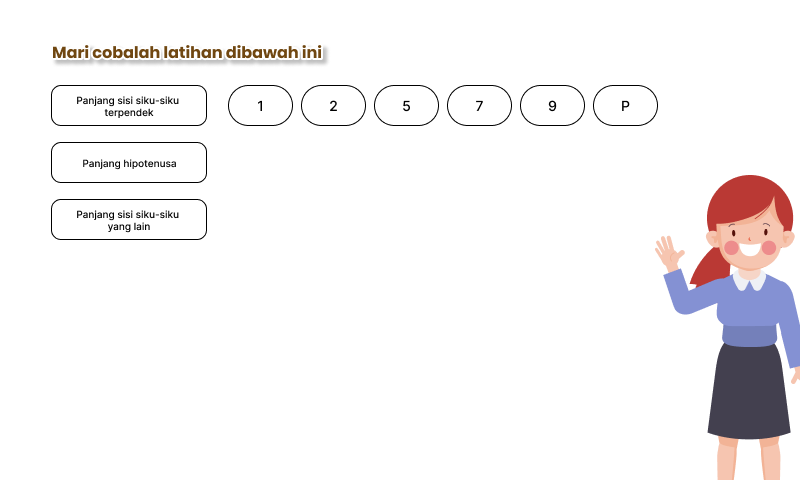 Mari cobalah latihan dibawah ini
Panjang sisi siku-siku
terpendek
1 2 5 7 9 P
Panjang hipotenusa
Panjang sisi siku-siku
yang lain